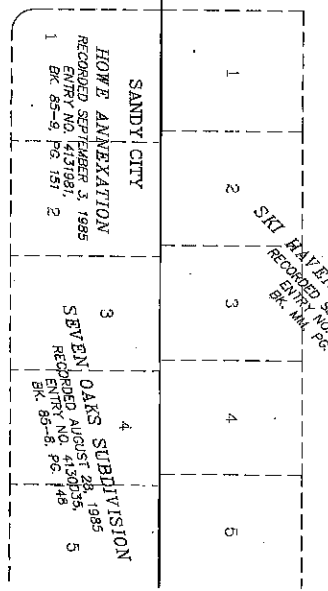 1
2
3
4
5
SKI HAVEN
RECORDED
ENTRY NO.
BK. MM, PG.
SANDY CITY
HOWE ANNEXATION
RECORDED SEPTEMBER 3, 1985
ENTRY NO. 4131981,
BK. 85-9, PG. 151
1
2
3
4
SEVEN OAKS SUBDIVISION
RECORDED AUGUST 28, 1985
ENTRY NO. 4130035,
BK. 85-8, PG. 148
5